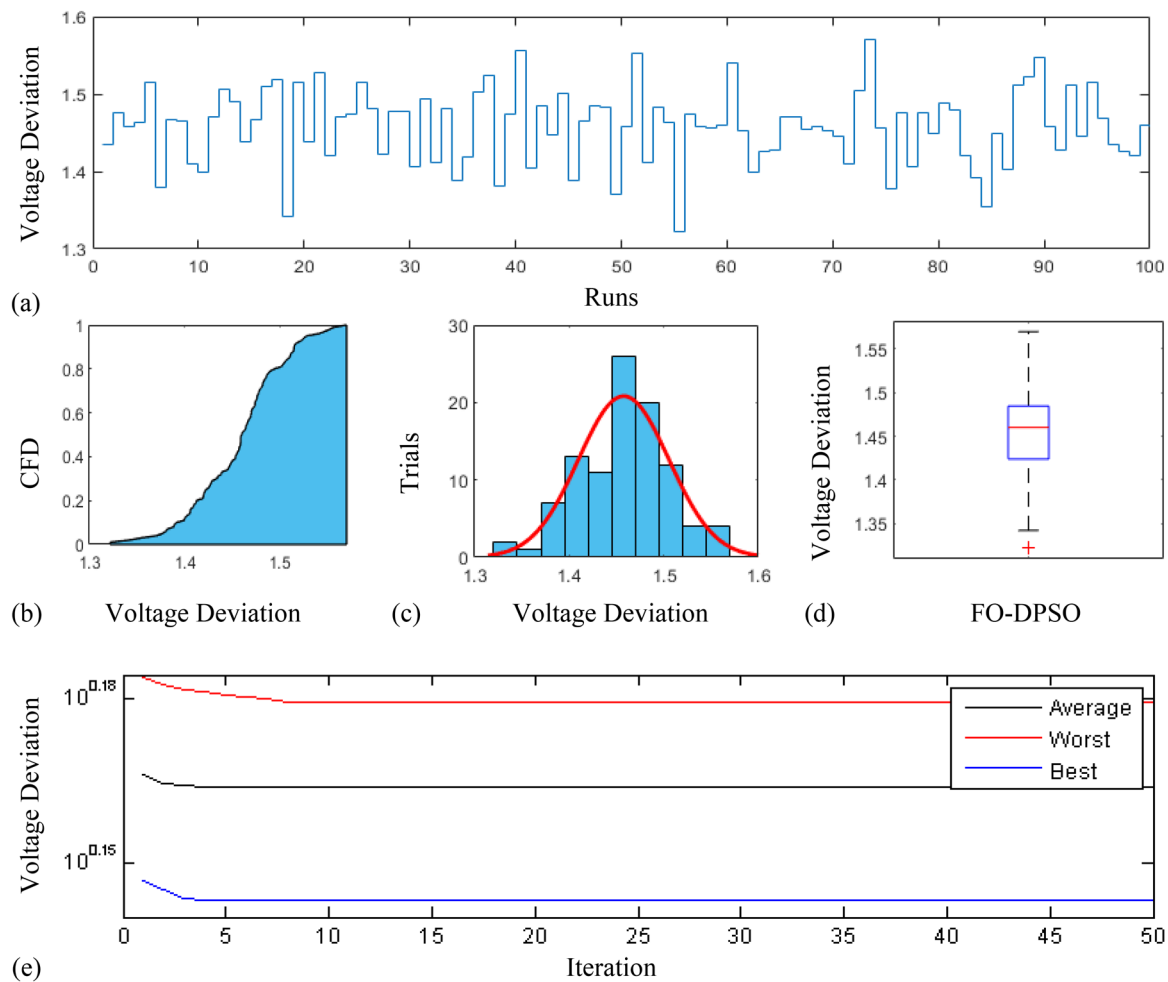 1.6
1.5
1.4
1.3
Voltage Deviation
0 10 20 30 40 50 60 70 80 90 100
(a) Runs
1
0.8
0.6
0.4
0.2
0
CFD
1.3 1.4 1.5
(b) Voltage Deviation
30
20
10
0
Trials
1.3 1.4 1.5 1.6
(c) Voltage Deviation
1.55
1.5
1.45
1.4
1.35
Voltage Deviation
(d) FO-DPSO
10^0.18
10^0.15
Voltage Deviation
Average
Worst
Best
0 5 10 15 20 25 30 35 40 45 50
Iteration
(e)